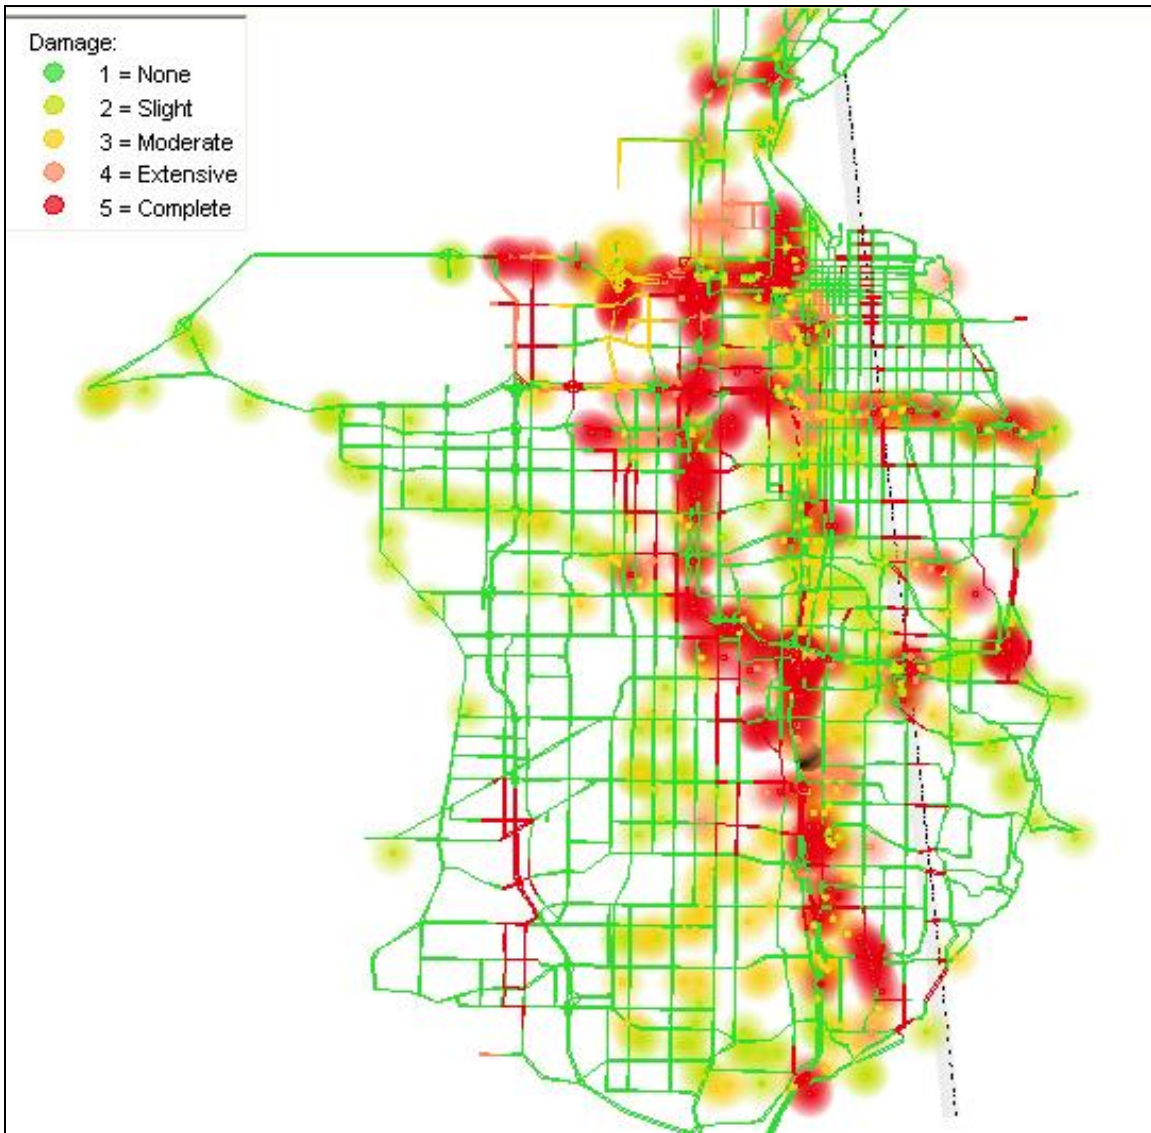 Damage:
1 = None
2 = Slight
3 = Moderate
4 = Extensive
5 = Complete